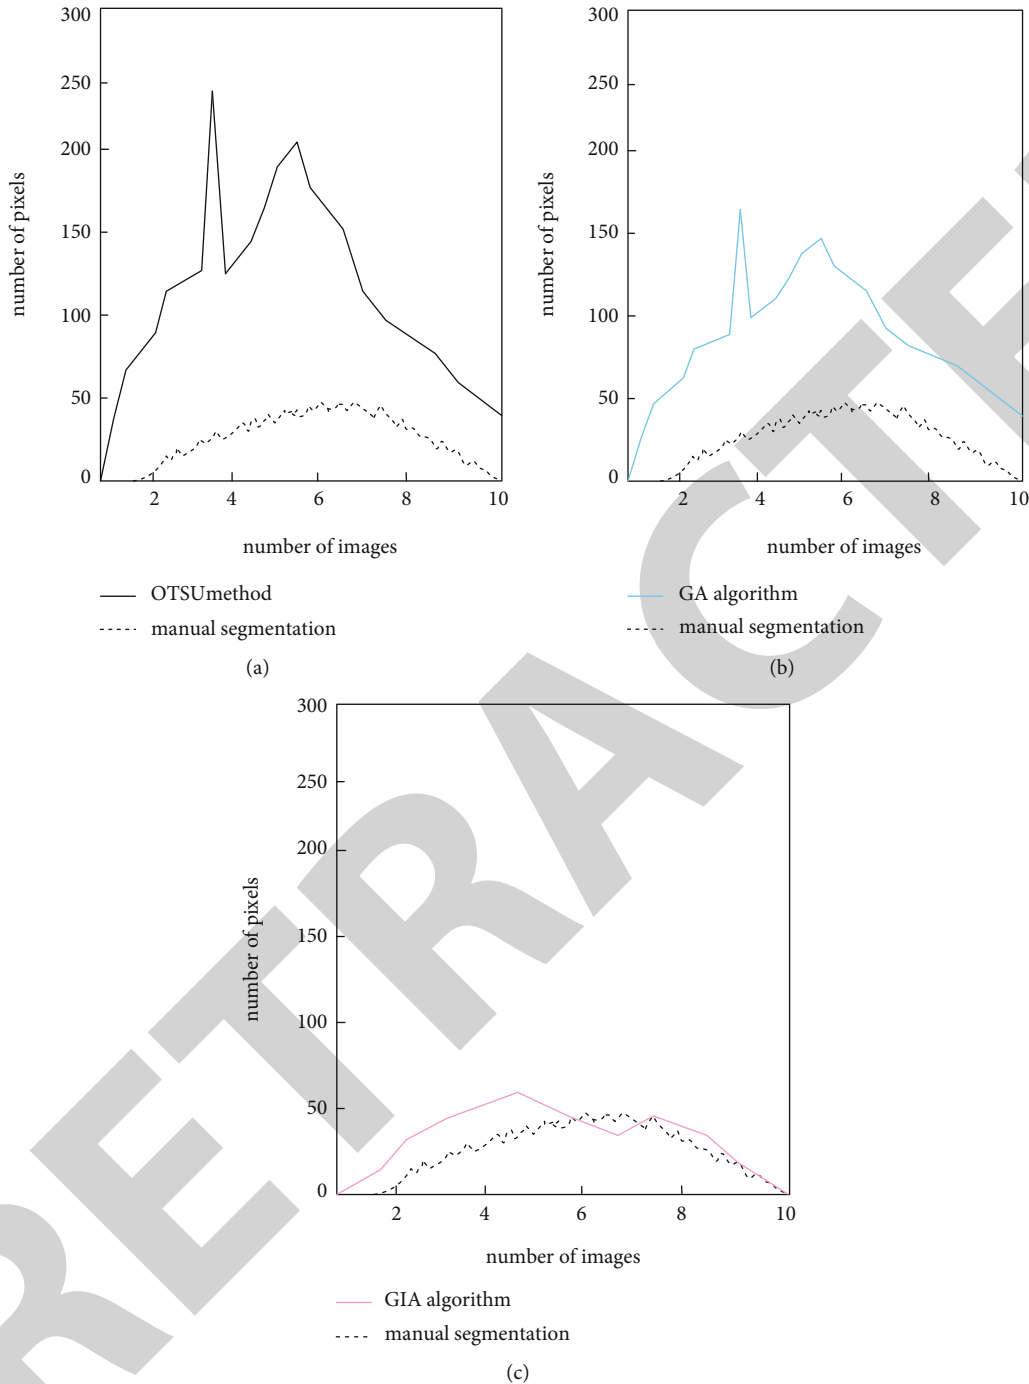 300
250
200
150
100
50
0
number of pixels
2 4 6 8 10
number of images
OTSUmethod
manual segmentation
(a)
300
250
200
150
100
50
0
number of pixels
2 4 6 8 10
number of images
GA algorithm
manual segmentation
(b)
300
250
200
150
100
50
0
number of pixels
2 4 6 8 10
number of images
GIA algorithm
manual segmentation
(c)
RETRACTE